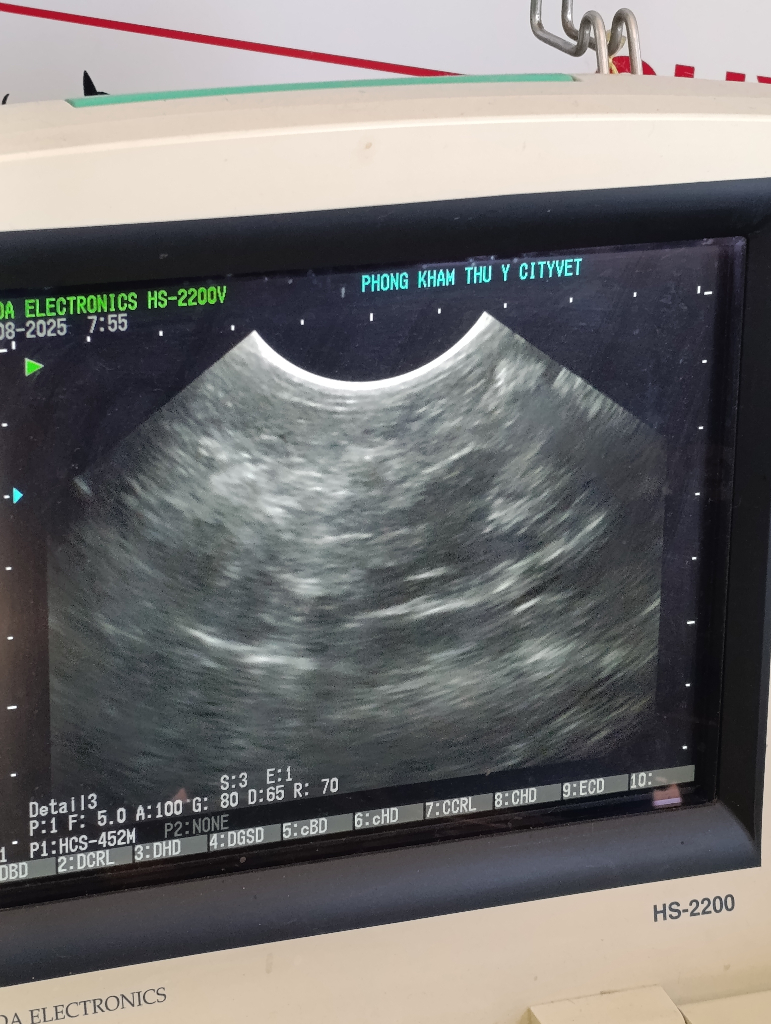 DA ELECTRONICS HS-2200V
PHONG KHAM THU Y CITYVET
08-2025 7:55
S:3 E:1
Detail3
P:1 F: 5.0 A:100 G: 80 D:65 R: 70
P1:HCS-452M P2:NONE
DBD 2:DCRL 3:DHD 4:DGSD 5:cBD 6:cHD 7:CCRL 8:CHD 9:ECD 10:
HS-2200
DA ELECTRONICS